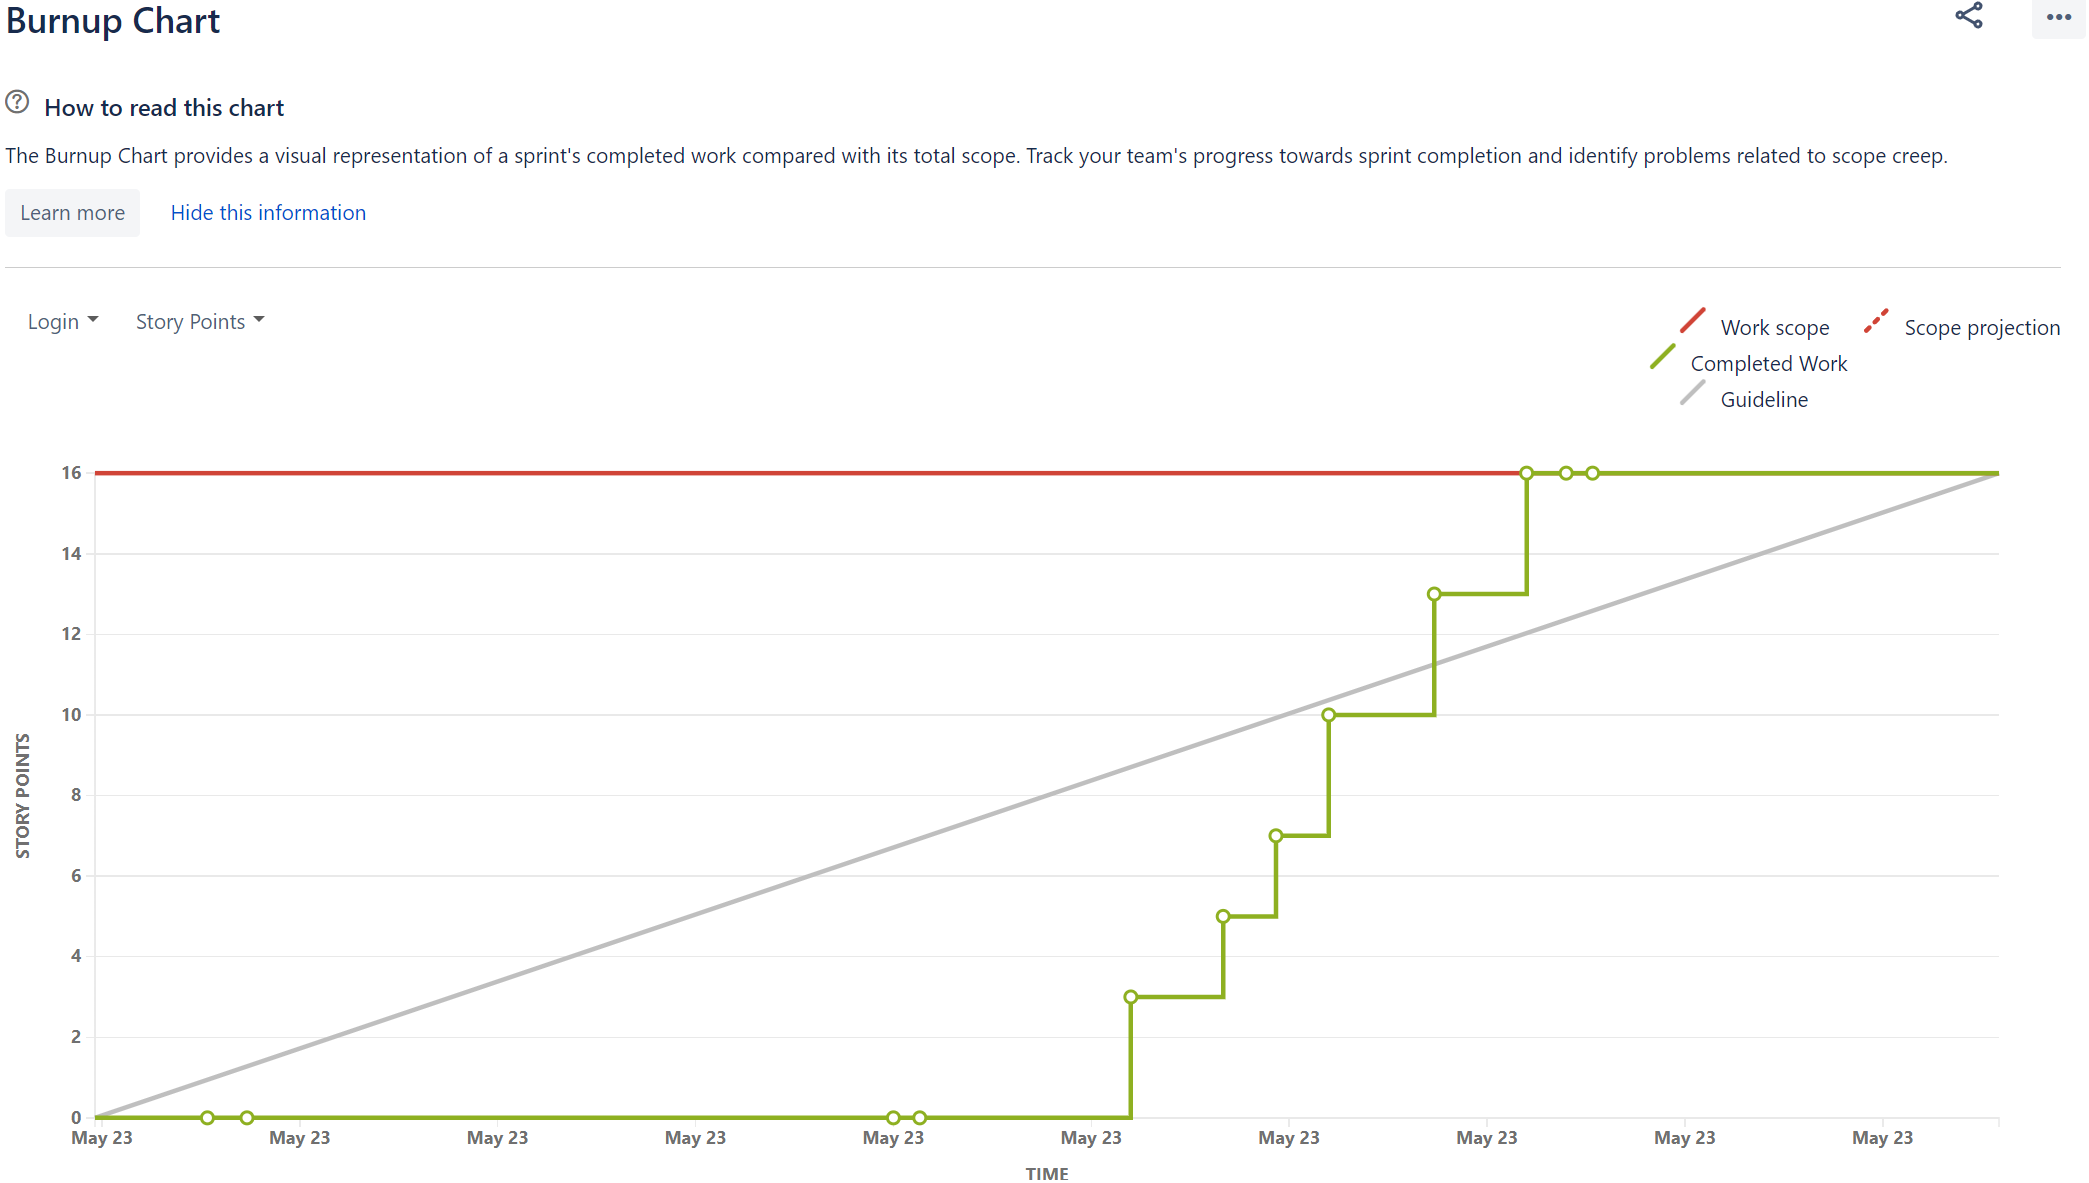 Burnup Chart
How to read this chart
The Burnup Chart provides a visual representation of a sprint's completed work compared with its total scope. Track your team's progress towards sprint completion and identify problems related to scope creep.
Learn more Hide this information
Login Story Points
Work scope Scope projection
Completed Work
Guideline
16
14
12
10
8
6
4
2
0
STORY POINTS
May 23 May 23 May 23 May 23 May 23 May 23 May 23 May 23 May 23 May 23
TIME